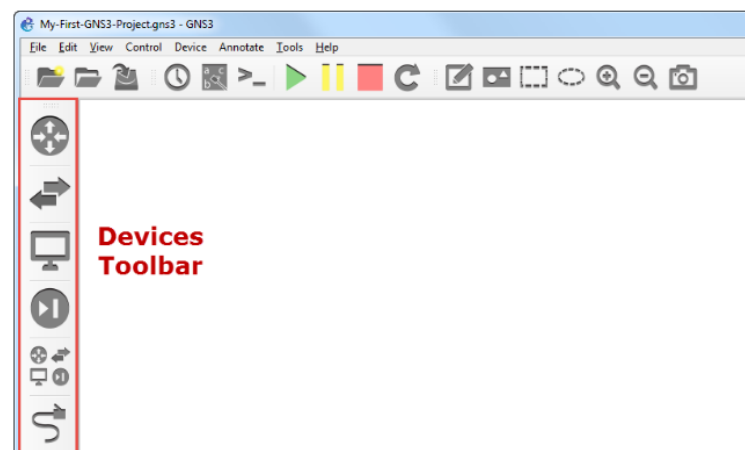 My-First-GNS3-Project.gns3 - GNS3
File Edit View Control Device Annotate Tools Help
Devices
Toolbar